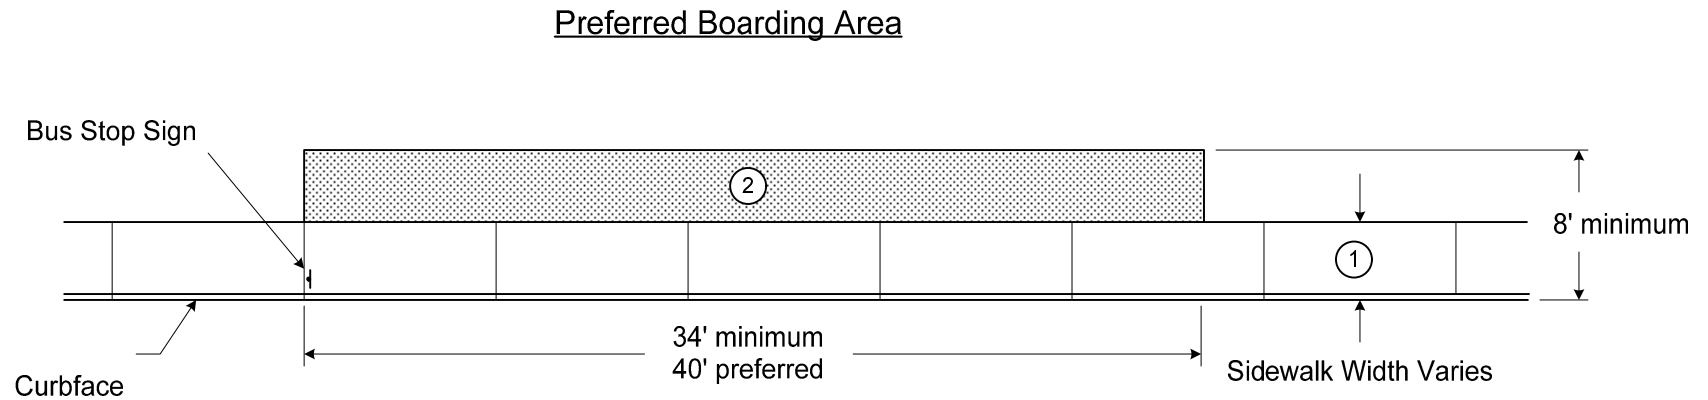 Preferred Boarding Area
Bus Stop Sign
2
8' minimum
1
34' minimum
40' preferred
Sidewalk Width Varies
Curbface